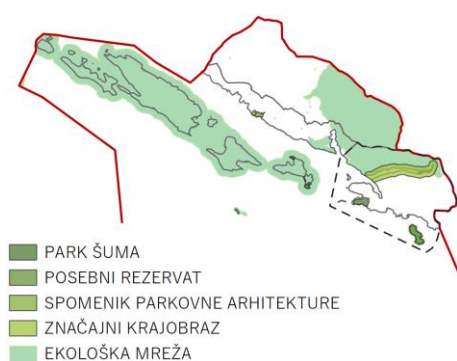 PARK ŠUMA
POSEBNI REZERVAT
SPOMENIK PARKOVNE ARHITEKTURE
ZNAČAJNI KRAJOBRAZ
EKOLOŠKA MREŽA